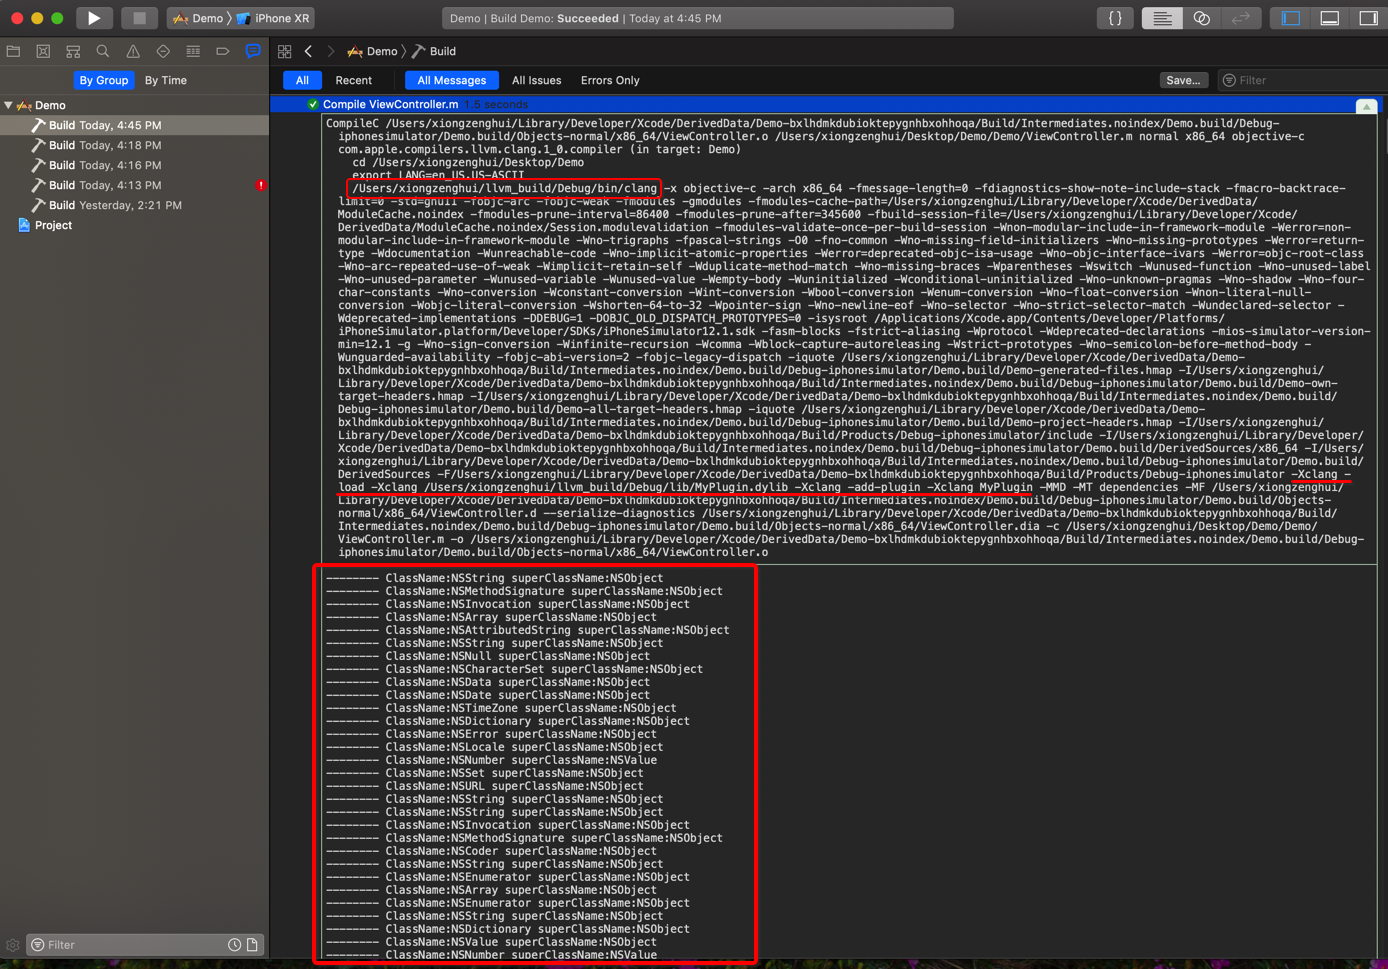 Demo 〉 iPhone XR
Demo | Build Demo: Succeeded | Today at 4:45 PM
{ }
Demo 〉 Build
By Group
By Time
All
Recent
All Messages
All Issues
Errors Only
Save...
Filter
Demo
Build Today, 4:45 PM
Build Today, 4:18 PM
Build Today, 4:16 PM
Build Today, 4:13 PM
Build Yesterday, 2:21 PM
Project
Filter
Compile ViewController.m 1.5 seconds
CompileC /Users/xiongzenghui/Library/Developer/Xcode/DerivedData/Demo-bxlhdmkdubioktepygnhbxohhoqa/Build/Intermediates.noindex/Demo.build/Debug-
iphonesimulator/Demo.build/Objects-normal/x86_64/ViewController.o /Users/xiongzenghui/Desktop/Demo/Demo/ViewController.m normal x86_64 objective-c
com.apple.compilers.llvm.clang.1_0.compiler (in target: Demo)
cd /Users/xiongzenghui/Desktop/Demo
export LANG=en_US.US-ASCII
/Users/xiongzenghui/llvm_build/Debug/bin/clang -x objective-c -arch x86_64 -fmessage-length=0 -fdiagnostics-show-note-include-stack -fmacro-backtrace-
limit=0 -std=gnu11 -fobjc-arc -fobjc-weak -fmodules -gmodules -fmodules-cache-path=/Users/xiongzenghui/Library/Developer/Xcode/DerivedData/
ModuleCache.noindex -fmodules-prune-interval=86400 -fmodules-prune-after=345600 -fbuild-session-file=/Users/xiongzenghui/Library/Developer/Xcode/
DerivedData/ModuleCache.noindex/Session.modulevalidation -fmodules-validate-once-per-build-session -Wnon-modular-include-in-framework-module -Werror=non-
modular-include-in-framework-module -Wno-trigraphs -fpascal-strings -O0 -fno-common -Wno-missing-field-initializers -Wno-missing-prototypes -Werror=return-
type -Wdocumentation -Wunreachable-code -Wno-implicit-atomic-properties -Werror=deprecated-objc-isa-usage -Wno-objc-interface-ivars -Werror=objc-root-class
-Wno-arc-repeated-use-of-weak -Wimplicit-retain-self -Wduplicate-method-match -Wno-missing-braces -Wparentheses -Wswitch -Wunused-function -Wno-unused-label
-Wno-unused-parameter -Wunused-variable -Wunused-value -Wempty-body -Wuninitialized -Wconditional-uninitialized -Wno-unknown-pragmas -Wno-shadow -Wno-four-
char-constants -Wno-conversion -Wconstant-conversion -Wint-conversion -Wbool-conversion -Wenum-conversion -Wno-float-conversion -Wnon-literal-null-
conversion -Wobjc-literal-conversion -Wshorten-64-to-32 -Wpointer-sign -Wno-newline-eof -Wno-selector -Wno-strict-selector-match -Wundeclared-selector -
Wdeprecated-implementations -DDEBUG=1 -DOBJC_OLD_DISPATCH_PROTOTYPES=0 -isysroot /Applications/Xcode.app/Contents/Developer/Platforms/
iPhoneSimulator.platform/Developer/SDKs/iPhoneSimulator12.1.sdk -fasm-blocks -fstrict-aliasing -Wprotocol -Wdeprecated-declarations -mios-simulator-version-
min=12.1 -g -Wno-sign-conversion -Winfinite-recursion -Wcomma -Wblock-capture-autoreleasing -Wstrict-prototypes -Wno-semicolon-before-method-body -
Wunguarded-availability -fobjc-abi-version=2 -fobjc-legacy-dispatch -iquote /Users/xiongzenghui/Library/Developer/Xcode/DerivedData/Demo-
bxlhdmkdubioktepygnhbxohhoqa/Build/Intermediates.noindex/Demo.build/Debug-iphonesimulator/Demo.build/Demo-generated-files.hmap -I/Users/xiongzenghui/
Library/Developer/Xcode/DerivedData/Demo-bxlhdmkdubioktepygnhbxohhoqa/Build/Intermediates.noindex/Demo.build/Debug-iphonesimulator/Demo.build/Demo-own-
target-headers.hmap -I/Users/xiongzenghui/Library/Developer/Xcode/DerivedData/Demo-bxlhdmkdubioktepygnhbxohhoqa/Build/Intermediates.noindex/Demo.build/
Debug-iphonesimulator/Demo.build/Demo-all-target-headers.hmap -iquote /Users/xiongzenghui/Library/Developer/Xcode/DerivedData/Demo-
bxlhdmkdubioktepygnhbxohhoqa/Build/Intermediates.noindex/Demo.build/Debug-iphonesimulator/Demo.build/Demo-project-headers.hmap -I/Users/xiongzenghui/
Library/Developer/Xcode/DerivedData/Demo-bxlhdmkdubioktepygnhbxohhoqa/Build/Products/Debug-iphonesimulator/include -I/Users/xiongzenghui/Library/Developer/
Xcode/DerivedData/Demo-bxlhdmkdubioktepygnhbxohhoqa/Build/Intermediates.noindex/Demo.build/Debug-iphonesimulator/Demo.build/DerivedSources/x86_64 -I/Users/
xiongzenghui/Library/Developer/Xcode/DerivedData/Demo-bxlhdmkdubioktepygnhbxohhoqa/Build/Intermediates.noindex/Demo.build/Debug-iphonesimulator/Demo.build/
DerivedSources -F/Users/xiongzenghui/Library/Developer/Xcode/DerivedData/Demo-bxlhdmkdubioktepygnhbxohhoqa/Build/Products/Debug-iphonesimulator -Xclang -
load -Xclang /Users/xiongzenghui/llvm_build/Debug/lib/MyPlugin.dylib -Xclang -add-plugin -Xclang MyPlugin -MMD -MT dependencies -MF /Users/xiongzenghui/
Library/Developer/Xcode/DerivedData/Demo-bxlhdmkdubioktepygnhbxohhoqa/Build/Intermediates.noindex/Demo.build/Debug-iphonesimulator/Demo.build/Objects-
normal/x86_64/ViewController.d --serialize-diagnostics /Users/xiongzenghui/Library/Developer/Xcode/DerivedData/Demo-bxlhdmkdubioktepygnhbxohhoqa/Build/
Intermediates.noindex/Demo.build/Debug-iphonesimulator/Demo.build/Objects-normal/x86_64/ViewController.dia -c /Users/xiongzenghui/Desktop/Demo/Demo/
ViewController.m -o /Users/xiongzenghui/Library/Developer/Xcode/DerivedData/Demo-bxlhdmkdubioktepygnhbxohhoqa/Build/Intermediates.noindex/Demo.build/Debug-
iphonesimulator/Demo.build/Objects-normal/x86_64/ViewController.o
-------- ClassName:NSString superClassName:NSObject
-------- ClassName:NSMethodSignature superClassName:NSObject
-------- ClassName:NSInvocation superClassName:NSObject
-------- ClassName:NSArray superClassName:NSObject
-------- ClassName:NSAttributedString superClassName:NSObject
-------- ClassName:NSString superClassName:NSObject
-------- ClassName:NSNull superClassName:NSObject
-------- ClassName:NSCharacterSet superClassName:NSObject
-------- ClassName:NSData superClassName:NSObject
-------- ClassName:NSDate superClassName:NSObject
-------- ClassName:NSTimeZone superClassName:NSObject
-------- ClassName:NSDictionary superClassName:NSObject
-------- ClassName:NSError superClassName:NSObject
-------- ClassName:NSLocale superClassName:NSObject
-------- ClassName:NSNumber superClassName:NSValue
-------- ClassName:NSSet superClassName:NSObject
-------- ClassName:NSURL superClassName:NSObject
-------- ClassName:NSString superClassName:NSObject
-------- ClassName:NSString superClassName:NSObject
-------- ClassName:NSInvocation superClassName:NSObject
-------- ClassName:NSMethodSignature superClassName:NSObject
-------- ClassName:NSCoder superClassName:NSObject
-------- ClassName:NSString superClassName:NSObject
-------- ClassName:NSEnumerator superClassName:NSObject
-------- ClassName:NSArray superClassName:NSObject
-------- ClassName:NSEnumerator superClassName:NSObject
-------- ClassName:NSString superClassName:NSObject
-------- ClassName:NSDictionary superClassName:NSObject
-------- ClassName:NSValue superClassName:NSObject
-------- ClassName:NSNumber superClassName:NSValue